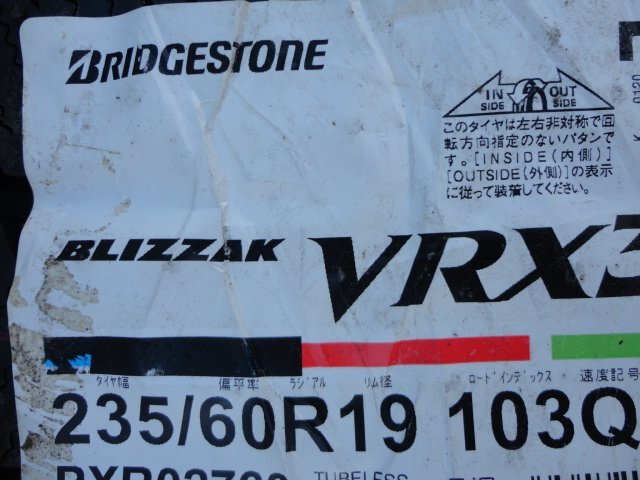 BRIDGESTONE
IN SIDE OUT SIDE
このタイヤは左右非対称で回
転方向指定のないパタンで
す。[INSIDE(内側)]
[OUTSIDE(外側)]の表示
に従って装着してください。
BLIZZAK VRX3
タイヤ幅 偏平率 ラジアル リム径 ロードインデックス 速度記号
235/60R19 103Q
TUBELESS